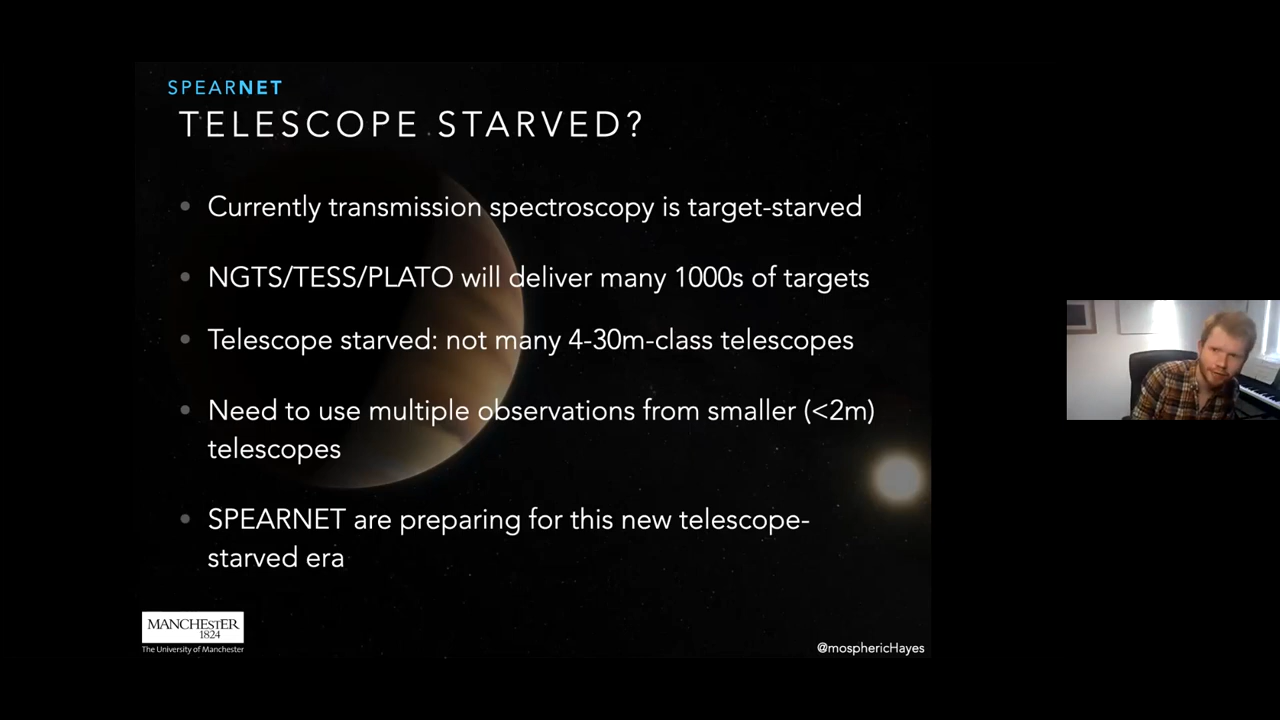 SPEARNET
TELESCOPE STARVED?
• Currently transmission spectroscopy is target-starved
• NGTS/TESS/PLATO will deliver many 1000s of targets
• Telescope starved: not many 4-30m-class telescopes
• Need to use multiple observations from smaller (<2m)
telescopes
• SPEARNET are preparing for this new telescope-
starved era
MANCHESTER
1824
The University of Manchester
@mosphericHayes